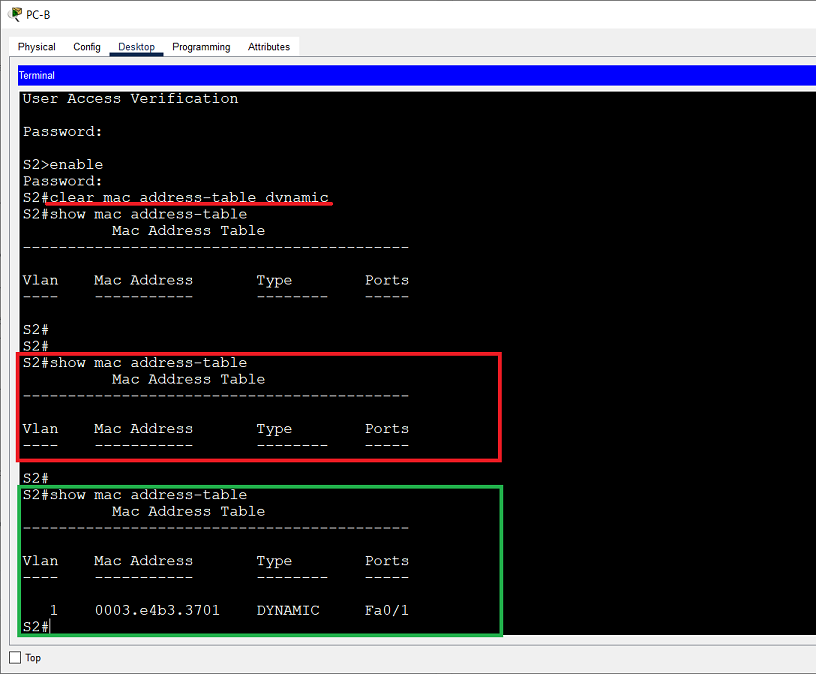 PC-B
Physical Config Desktop Programming Attributes
Terminal
User Access Verification
Password:
S2>enable
Password:
S2#clear mac address-table dynamic
S2#show mac address-table
Mac Address Table
-------------------------------------------
Vlan Mac Address Type Ports
---- ----------- -------- -----
S2#
S2#
S2#show mac address-table
Mac Address Table
-------------------------------------------
Vlan Mac Address Type Ports
---- ----------- -------- -----
S2#
S2#show mac address-table
Mac Address Table
-------------------------------------------
Vlan Mac Address Type Ports
---- ----------- -------- -----
1 0003.e4b3.3701 DYNAMIC Fa0/1
S2#
Top